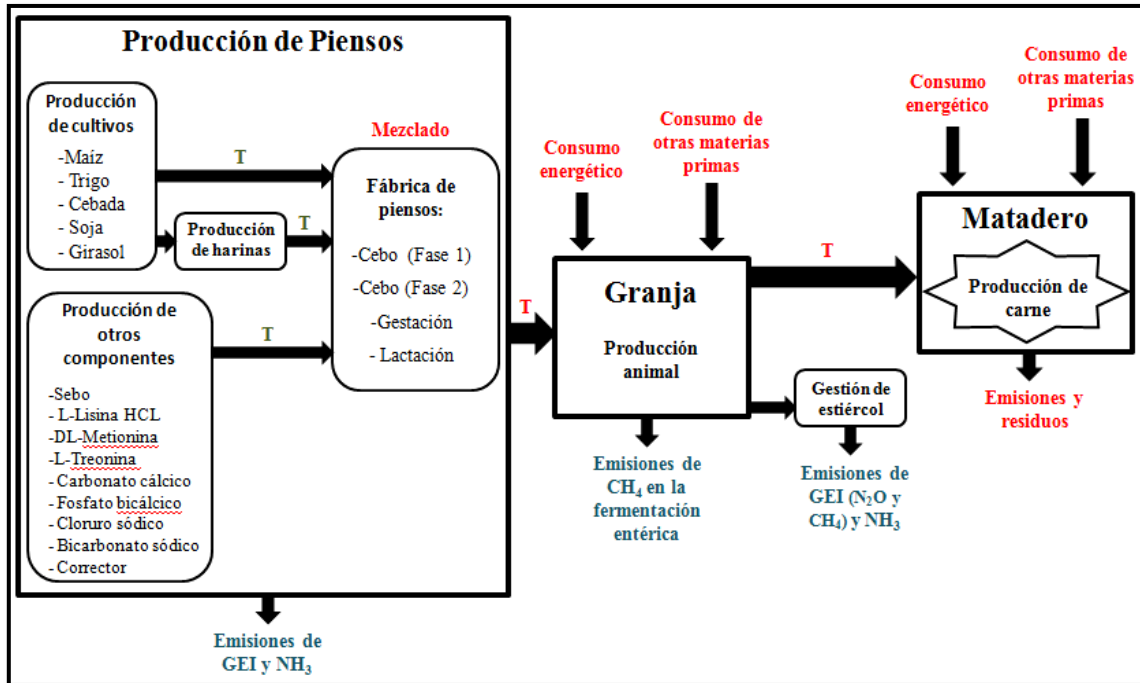 Producción de Piensos
Producción
de cultivos
-Maíz
- Trigo
- Cebada
- Soja
- Girasol
T
Producción
de harinas
T
Mezclado
Fábrica de
piensos:
-Cebo (Fase 1)
-Cebo (Fase 2)
-Gestación
- Lactación
Producción de
otros
componentes
T
-Sebo
- L-Lisina HCL
-DL-Metionina
-L-Treonina
- Carbonato cálcico
-Fosfato bicálcico
- Cloruro sódico
- Bicarbonato sódico
- Corrector
Emisiones de
GEI y NH3
T
Consumo
energético
Consumo de
otras materias
primas
Granja
Producción
animal
Emisiones de
CH4 en la
fermentación
entérica
Gestión de
estiércol
Emisiones de
GEI (N2O y
CH4) y NH3
T
Consumo
energético
Consumo de
otras materias
primas
Matadero
Producción de
carne
Emisiones y
residuos